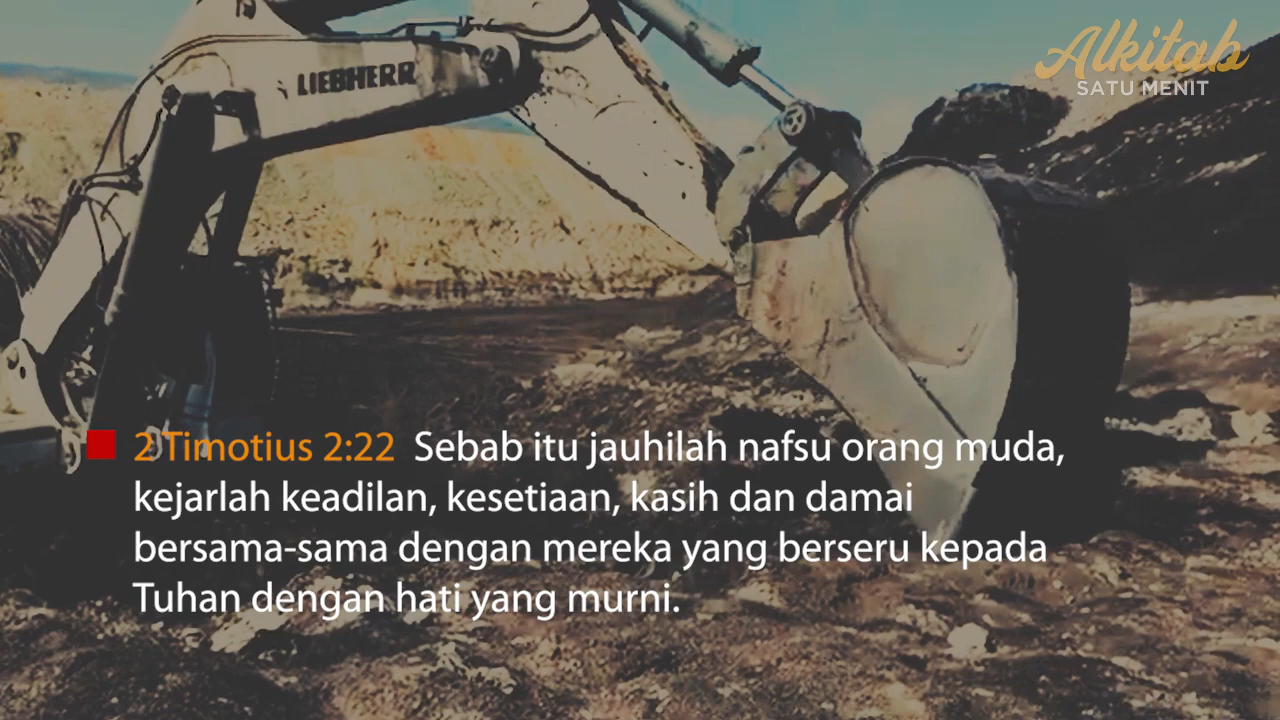 Alkitab
SATU MENIT
LIEBHERR
2 Timotius 2:22 Sebab itu jauhilah nafsu orang muda,
kejarlah keadilan, kesetiaan, kasih dan damai
bersama-sama dengan mereka yang berseru kepada
Tuhan dengan hati yang murni.